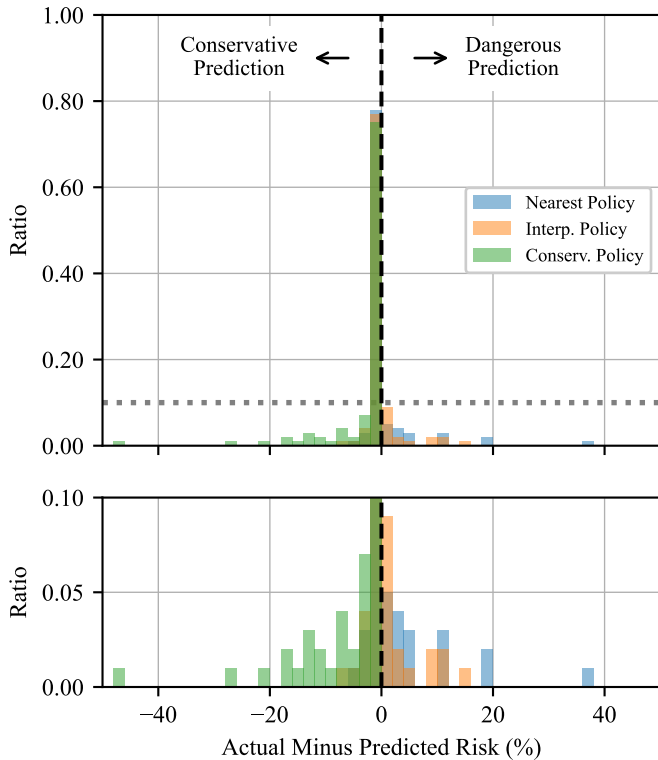 1.00
Conservative
Prediction
Dangerous
Prediction
0.80
Nearest Policy
Interp. Policy
Conserv. Policy
0.60
Ratio
0.40
0.20
0.00
0.10
Ratio
0.05
0.00
−40
−20
0
20
40
Actual Minus Predicted Risk (%)